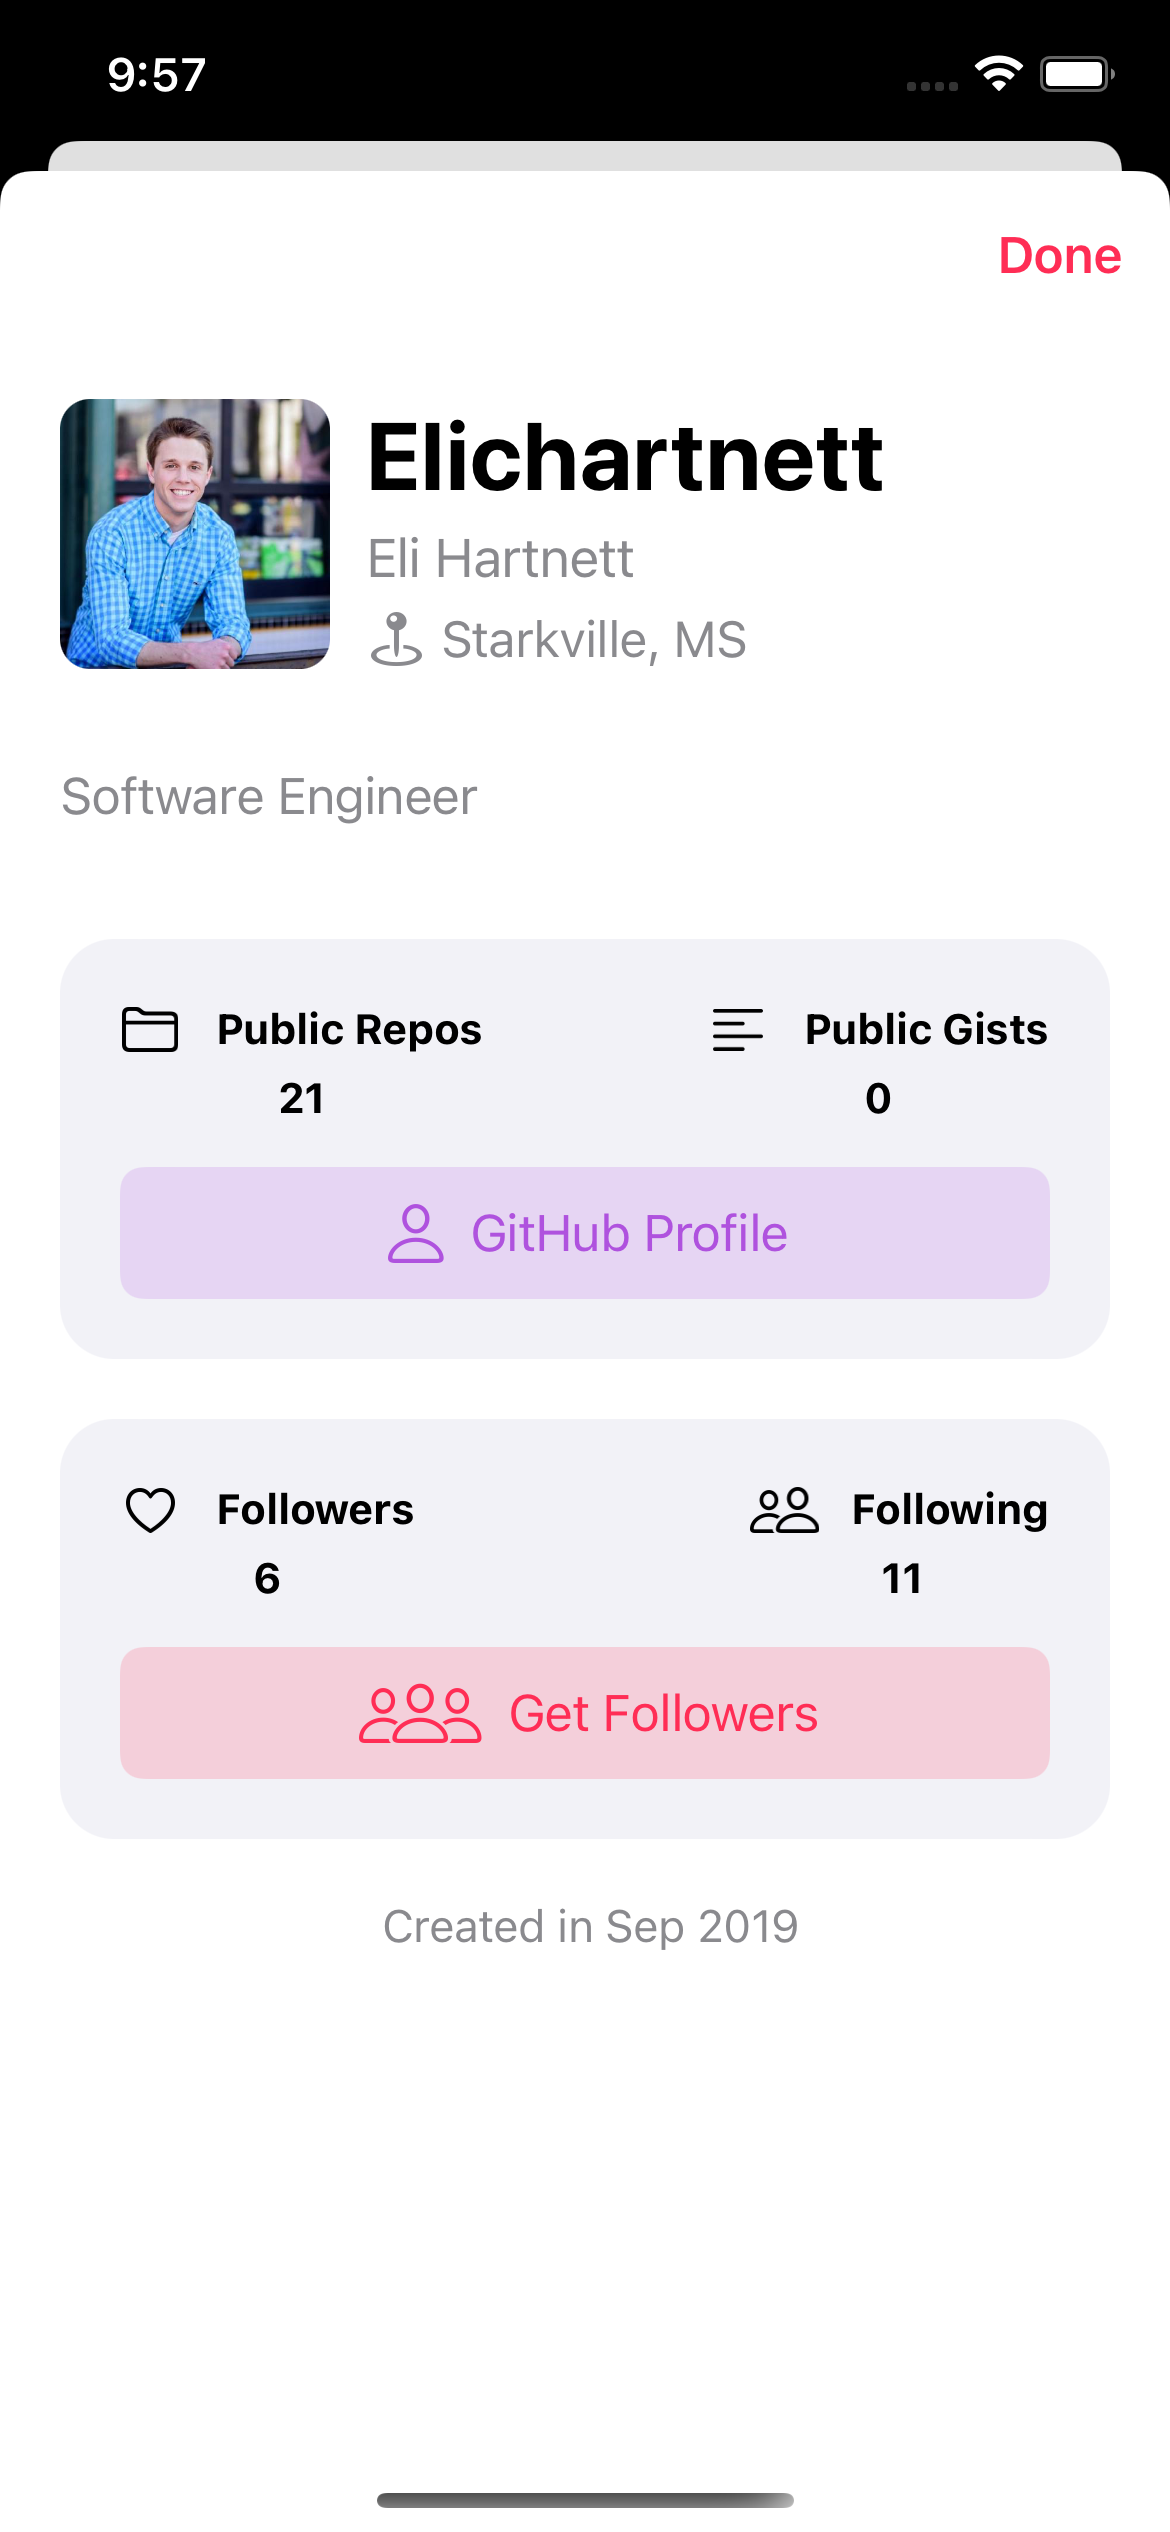 9:57
Done
Elichartnett
Eli Hartnett
Starkville, MS
Software Engineer
Public Repos
21
Public Gists
0
GitHub Profile
Followers
6
Following
11
Get Followers
Created in Sep 2019